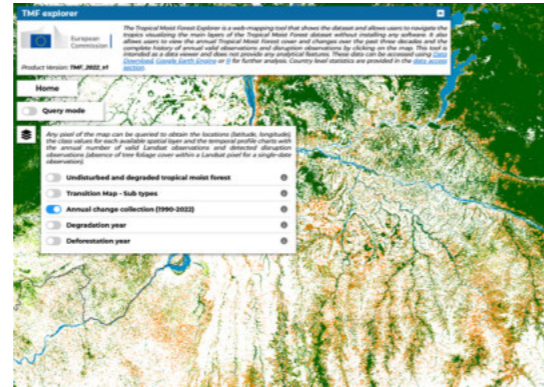 TMF explorer
European
Commission
The Tropical Moist Forest Explorer is a web-mapping tool that shows the dataset and allows users to navigate the
tropics visualizing the main layers of the Tropical Moist Forest dataset without installing any software. It also
allows users to view the annual Tropical Moist Forest cover and changes over the past three decades and the
complete history of annual valid observations and disruption observations by clicking on the map. This tool is
intended to be a data viewer and does not provide any analytical features. These data can be accessed using Data
Download, Google Earth Engine or R for further analysis. Country level statistics are provided in the data access
section.
Product Version: TMF_2022_v1
Home
Query mode
Any pixel of the map can be queried to obtain the locations (latitude, longitude),
the class values for each available spatial layer and the temporal profile charts with
the annual number of valid Landsat observations and detected disruption
observations (absence of tree foliage cover within a Landsat pixel for a single-date
observation).
Undisturbed and degraded tropical moist forest
Transition Map - Sub types
Annual change collection (1990-2022)
Degradation year
Deforestation year